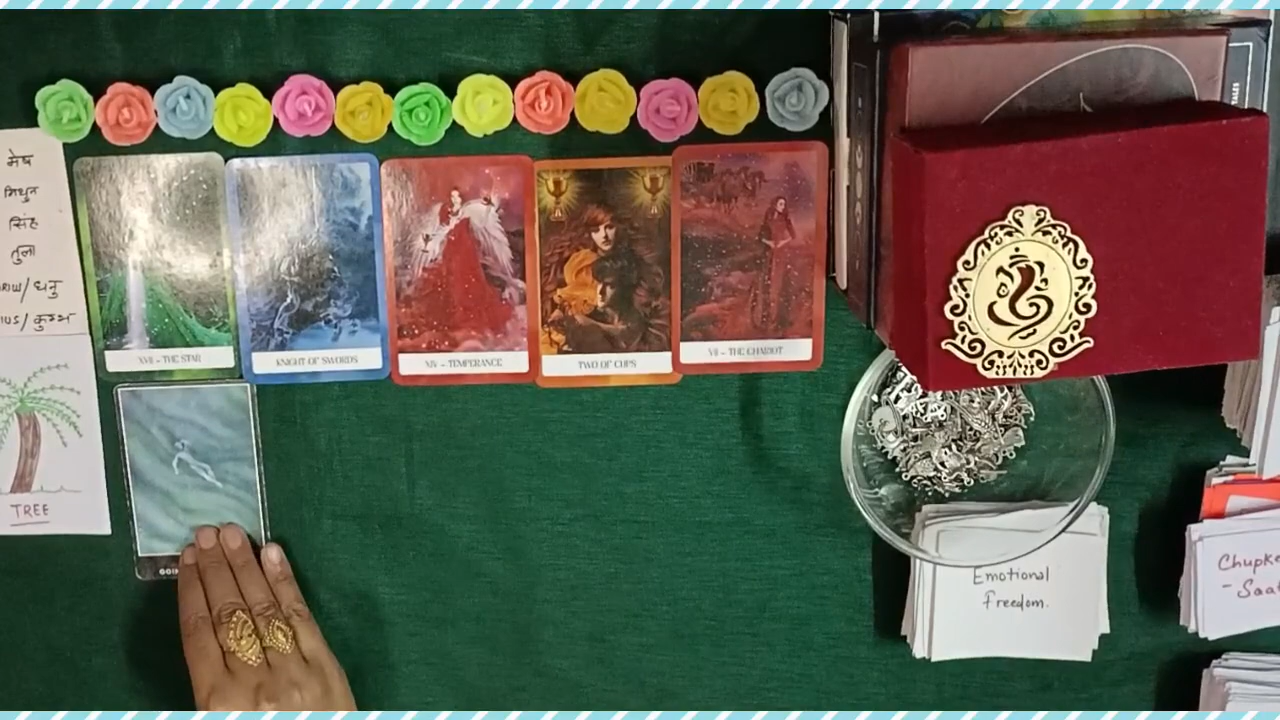 मेष
मिथुन
सिंह
तुला
/ धनु
/ कुम्भ
TREE
XVII - THE STAR
KNIGHT OF SWORDS
XIV - TEMPERANCE
TWO OF CUPS
VII - THE CHARIOT
Emotional
Freedom.